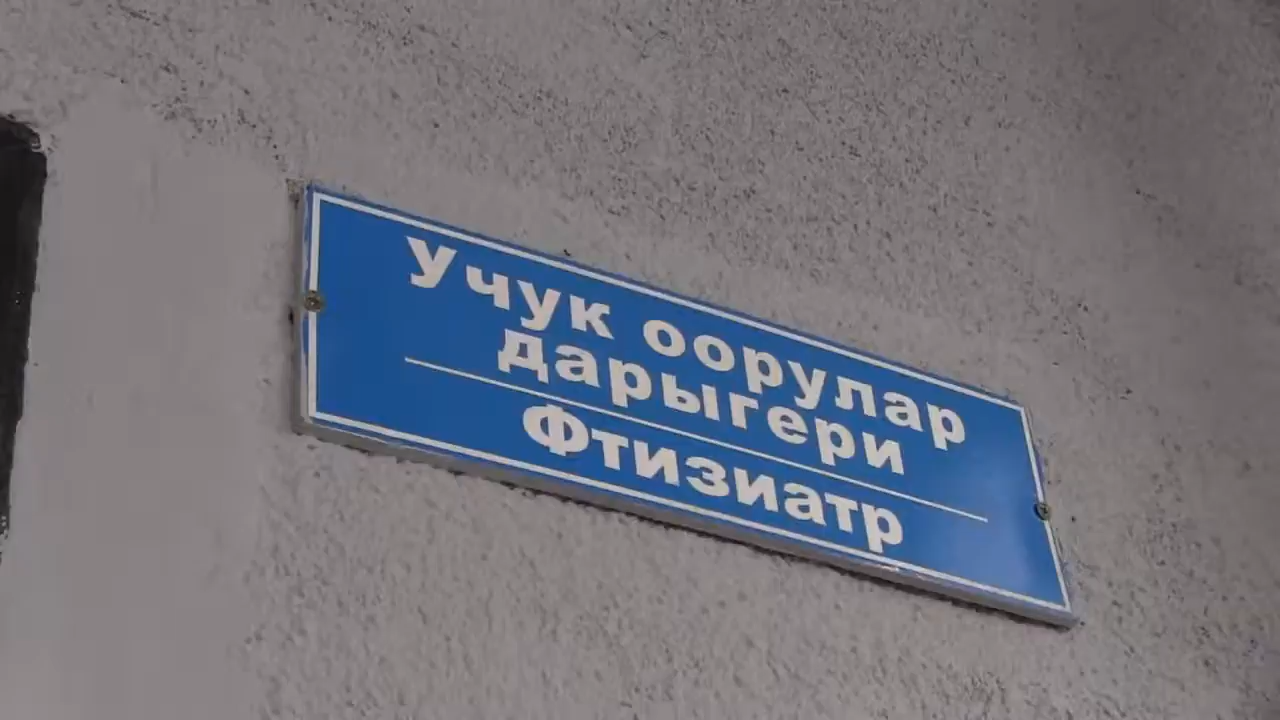 Учук оорулар
дарыгери
Фтизиатр